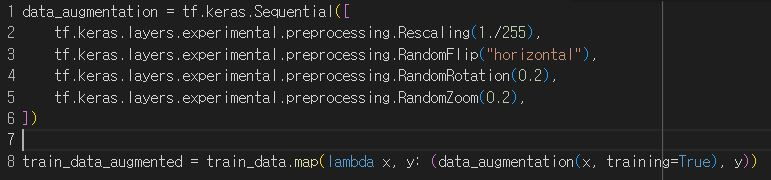 1 data_augmentation = tf.keras.Sequential([
2     tf.keras.layers.experimental.preprocessing.Rescaling(1./255),
3     tf.keras.layers.experimental.preprocessing.RandomFlip("horizontal"),
4     tf.keras.layers.experimental.preprocessing.RandomRotation(0.2),
5     tf.keras.layers.experimental.preprocessing.RandomZoom(0.2),
6 ])
7
8 train_data_augmented = train_data.map(lambda x, y: (data_augmentation(x, training=True), y))